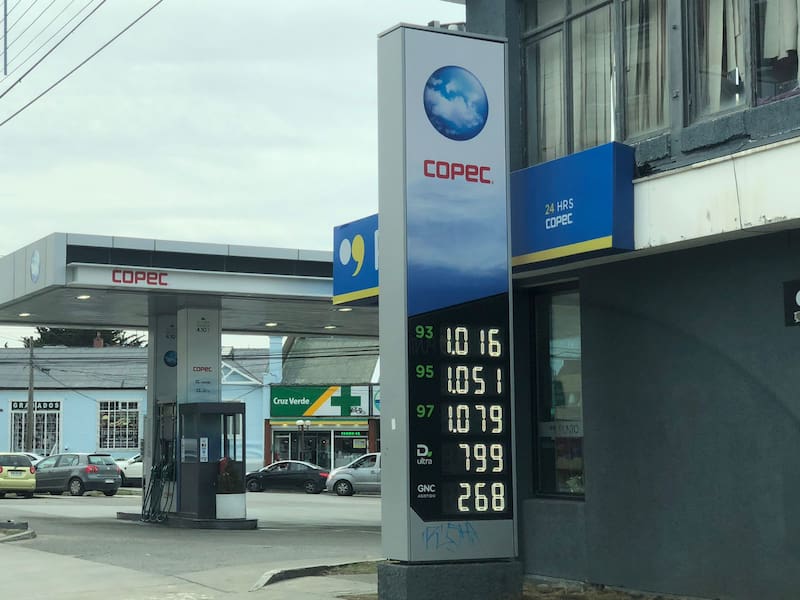 COPEC
24 HRS
COPEC
93 1.016
95 1.051
97 1.079
D ultra 799
GNC 268
COPEC
COPEC
Cruz Verde